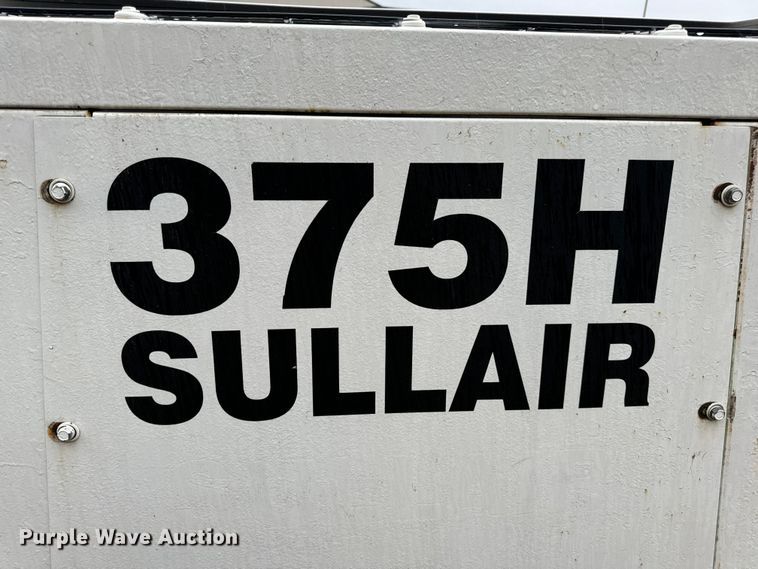 375H
SULLAIR
Purple Wave Auction